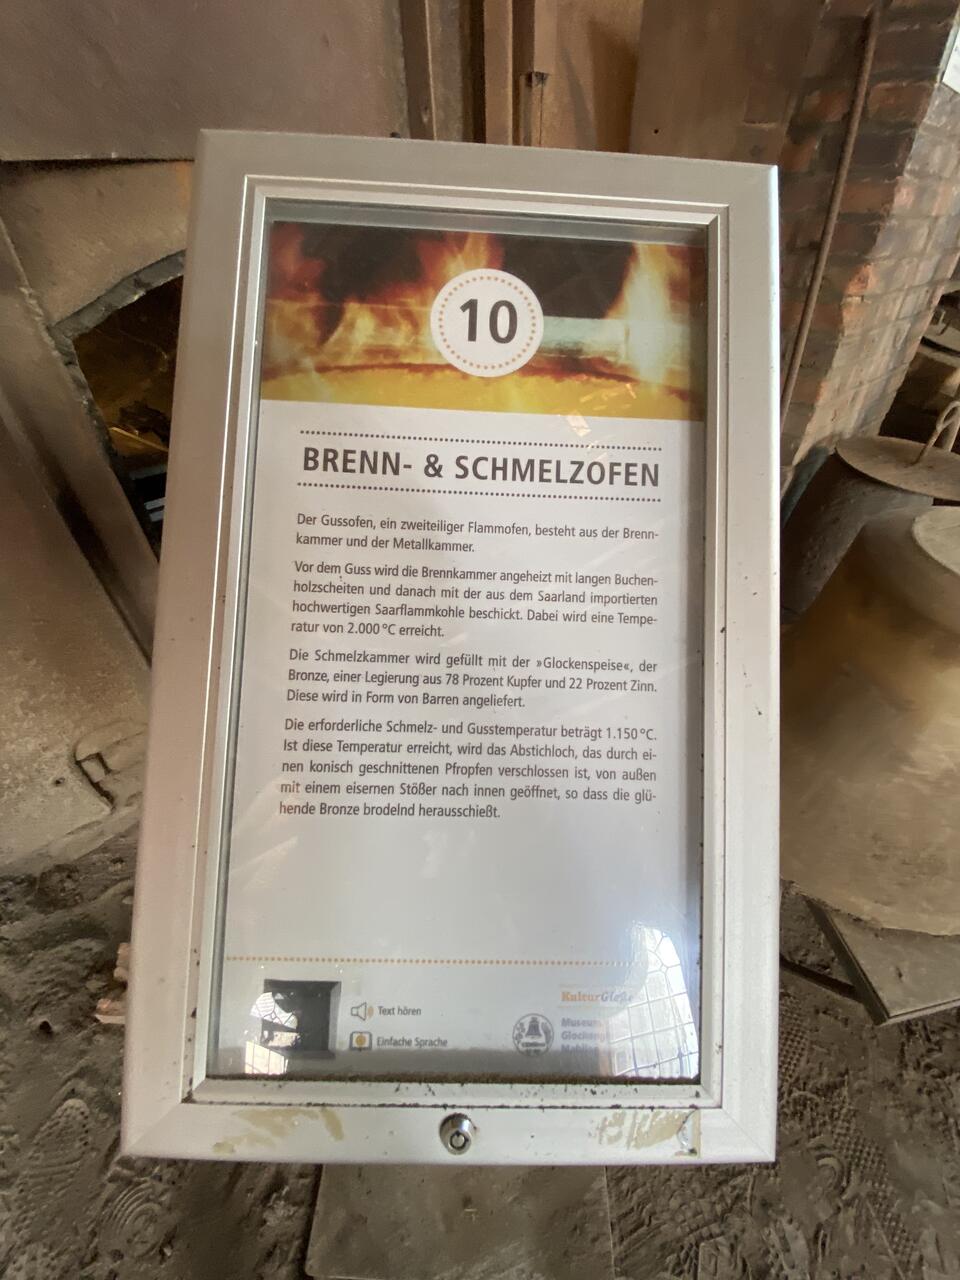 10
BRENN- & SCHMELZOFEN
Der Gussofen, ein zweiteiliger Flammofen, besteht aus der Brenn-
kammer und der Metallkammer.
Vor dem Guss wird die Brennkammer angeheizt mit langen Buchen-
holzscheiten und danach mit der aus dem Saarland importierten
hochwertigen Saarflammkohle beschickt. Dabei wird eine Tempe-
ratur von 2.000 °C erreicht.
Die Schmelzkammer wird gefüllt mit der »Glockenspeise«, der
Bronze, einer Legierung aus 78 Prozent Kupfer und 22 Prozent Zinn.
Diese wird in Form von Barren angeliefert.
Die erforderliche Schmelz- und Gusstemperatur beträgt 1.150 °C.
Ist diese Temperatur erreicht, wird das Abstichloch, das durch ei-
nen konisch geschnittenen Pfropfen verschlossen ist, von außen
mit einem eisernen Stößer nach innen geöffnet, so dass die glü-
hende Bronze brodelnd herausschießt.
Text hören
Einfache Sprache